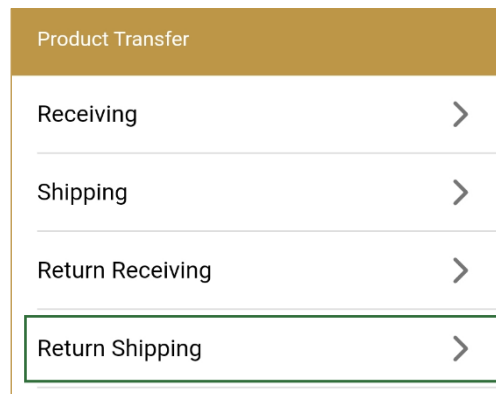 Product Transfer
Receiving
Shipping
Return Receiving
Return Shipping